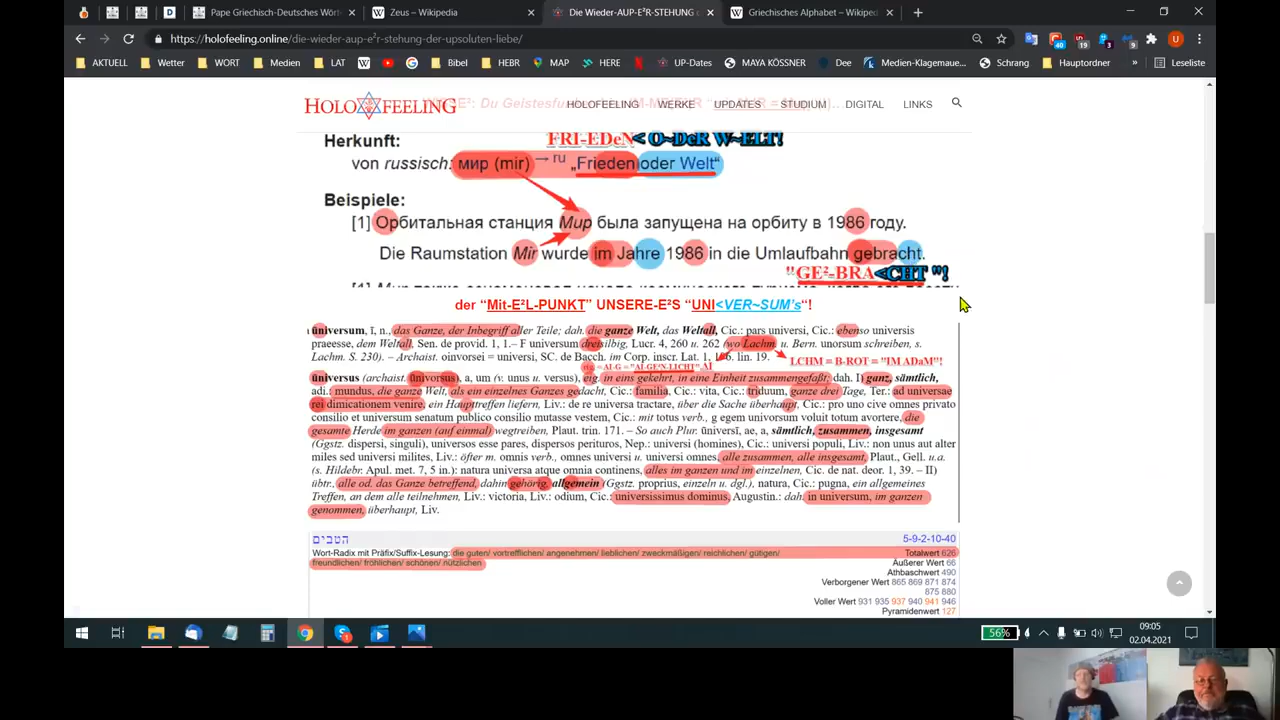 Pape Griechisch-Deutsches Wört
Zeus – Wikipedia
Die Wieder-AUP-E²R-STEHUNG d
Griechisches Alphabet – Wikiped
https://holofeeling.online/die-wieder-aup-e²r-stehung-der-upsoluten-liebe/
AKTUELL Wetter WORT Medien LAT Bibel HEBR MAP HERE UP-Dates MAYA KÖSSNER Dee Medien-Klagemaue... Schrang Hauptordner » Leseliste
HOLOFEELING
HOLOFEELING WERKE UPDATES STUDIUM DIGITAL LINKS
Herkunft:
FRI-EDeN< O~DcR W~ELT!
von russisch: мир (mir) → ru „Frieden oder Welt“
Beispiele:
[1] Орбитальная станция Мир была запущена на орбиту в 1986 году.
Die Raumstation Mir wurde im Jahre 1986 in die Umlaufbahn gebracht.
"GE²-BRA<CHT "!
der “Mit-E²L-PUNKT” UNSERE-E²S “UNI<VER~SUM’s“!
ūniversum, ī, n., das Ganze, der Inbegriff aller Teile; dah. die ganze Welt, das Weltall, Cic.: pars universi, Cic.: ebenso universis
praeesse, dem Weltall, Sen. de provid. 1, 1.– F universum dreisilbig, Lucr. 4, 260 u. 262 (wo Lachm. u. Bern. unorsum schreiben, s.
Lachm. S. 230). – Archaist. oinvorsei = universi, SC. de Bacch. im Corp. inscr. Lat. 1, 196. lin. 19.
LCHM = B-ROT = "IM ADaM"!
ūniversus (archaist. ūnivorsus), a, um (v. unus u. versus), eig. in eins gekehrt, in eine Einheit zusammengefaßt, dah. I) ganz, sämtlich,
adi.: mundus, die ganze Welt, als ein einzelnes Ganzes gedach, Cic.: familia, Cic.: vita, Cic.: triduum, ganze drei Tage, Ter.: ad universae
rei dimicationem venire, ein Haupttreffen liefern, Liv.: de re universa tractare, über die Sache überhaupt, Cic.: pro uno cive omnes privato
consilio et universum senatum publico consilio mutasse vestem, Cic.: mit totus verb., g egem universorum voluit totum avortere, die
gesamte Herde im ganzen (auf einmal) wegtreiben, Plaut. trin. 171. – So auch Plur. ūniversī, ae, a, sämtlich, zusammen, insgesamt
(Ggstz. dispersi, singuli), universos esse pares, dispersos perituros, Nep.: universi (homines), Cic.: universi populi, Liv.: non unus aut alter
miles sed universi milites, Liv.: öfter m. omnis verb., omnes universi u. universi omnes, alle zusammen, alle insgesamt, Plaut., Gell. u.a.
(s. Hildebr. Apul. met. 7, 5 in.): natura universa atque omnia continens, alles im ganzen und im einzelnen, Cic. de nat. deor. 1, 39. – II)
übtr., alle od. das Ganze betreffend, dahin gehörig, allgemein (Ggstz. proprius, einzeln u. dgl.), natura, Cic.: pugna, ein allgemeines
Treffen, an dem alle teilnehmen, Liv.: victoria, Liv.: odium, Cic.: universissimus dominus, Augustin.: dah. in universum, im ganzen
genommen, überhaupt, Liv.
הטבים 5-9-2-10-40
Wort-Radix mit Präfix/Suffix-Lesung: die guten/ vortrefflichen/ angenehmen/ lieblichen/ zweckmäßigen/ reichlichen/ gütigen/ Totalwert 626
freundlichen/ fröhlichen/ schönen/ nützlichen Äußerer Wert 66
Athbaschwert 490
Verborgener Wert 865 869 871 874
875 880
Voller Wert 931 935 937 940 941 946
Pyramidenwert 127
56%
09:05
02.04.2021